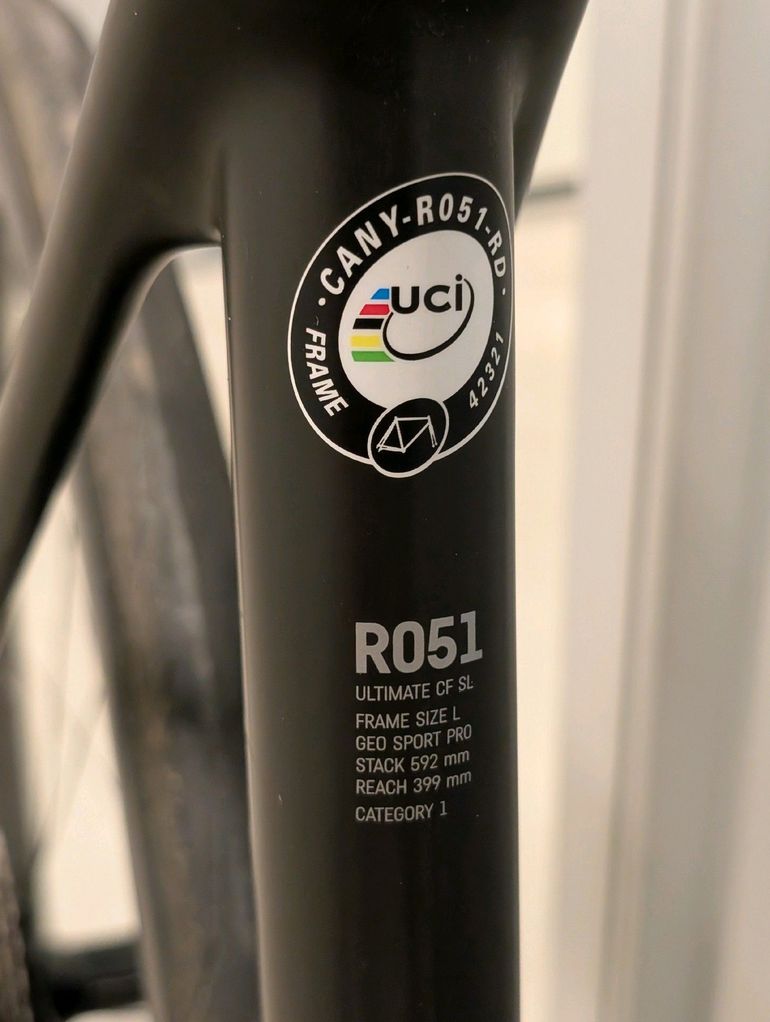 CANY-R051-RD
UCI
FRAME
42321
R051
ULTIMATE CF SL
FRAME SIZE L
GEO SPORT PRO
STACK 592 mm
REACH 399 mm
CATEGORY 1